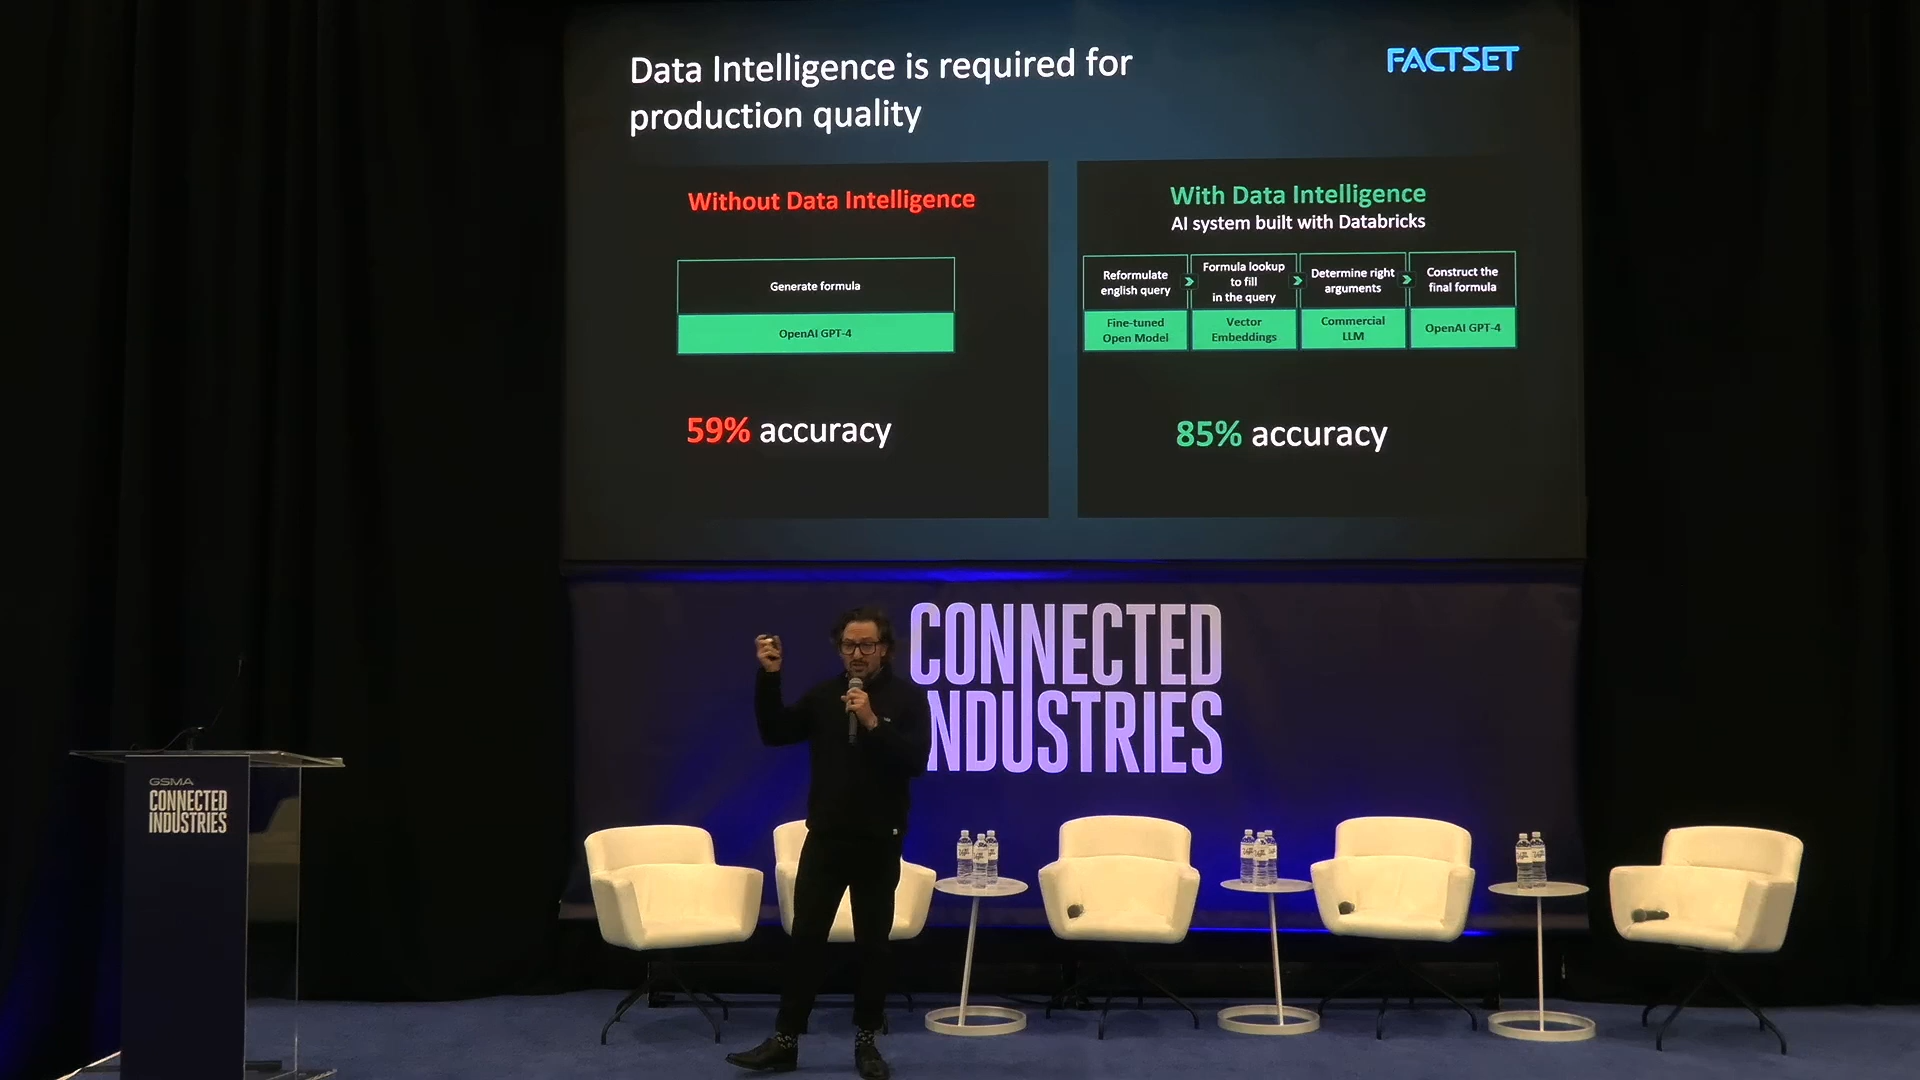 Data Intelligence is required for
production quality
FACTSET
Without Data Intelligence
Generate formula
OpenAI GPT-4
59% accuracy
With Data Intelligence
AI system built with Databricks
Reformulate
english query
Formula lookup
to fill
in the query
Determine right
arguments
Construct the
final formula
Fine-tuned
Open Model
Vector
Embeddings
Commercial
LLM
OpenAI GPT-4
85% accuracy
CONNECTED
INDUSTRIES
GSMA
CONNECTED
INDUSTRIES